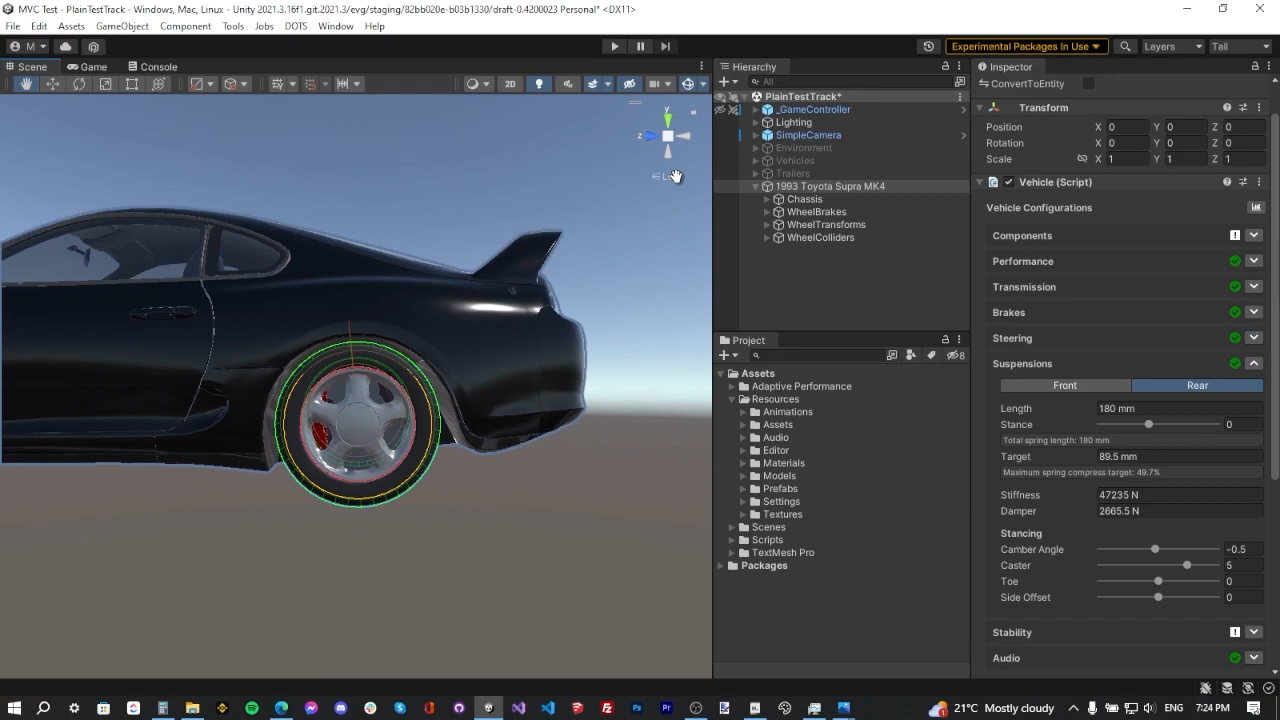 MVC Test - PlainTestTrack - Windows, Mac, Linux - Unity 2021.3.16f1.git.2021.3/evg/staging/82bb020e-b03b1330/draft-0.4200023 Personal* <DX11>
File Edit Assets GameObject Component Tools Jobs DOTS Window Help
M Experimental Packages In Use Layers Tall
Scene Game Console
2D
y
z
Hierarchy
All
PlainTestTrack*
_GameController
Lighting
SimpleCamera
Environment
Vehicles
Trailers
1993 Toyota Supra MK4
Chassis
WheelBrakes
WheelTransforms
WheelColliders
Project
8
Assets
Adaptive Performance
Resources
Animations
Assets
Audio
Editor
Materials
Models
Prefabs
Settings
Textures
Scenes
Scripts
TextMesh Pro
Packages
Inspector
ConvertToEntity
Transform
Position X 0 Y 0 Z 0
Rotation X 0 Y 0 Z 0
Scale X 1 Y 1 Z 1
Vehicle (Script)
Vehicle Configurations
Components
Performance
Transmission
Brakes
Steering
Suspensions
Front Rear
Length 180 mm
Stance 0
Total spring length: 180 mm
Target 89.5 mm
Maximum spring compress target: 49.7%
Stiffness 47235 N
Damper 2665.5 N
Stancing
Camber Angle -0.5
Caster 5
Toe 0
Side Offset 0
Stability
Audio
21°C Mostly cloudy 7:24 PM